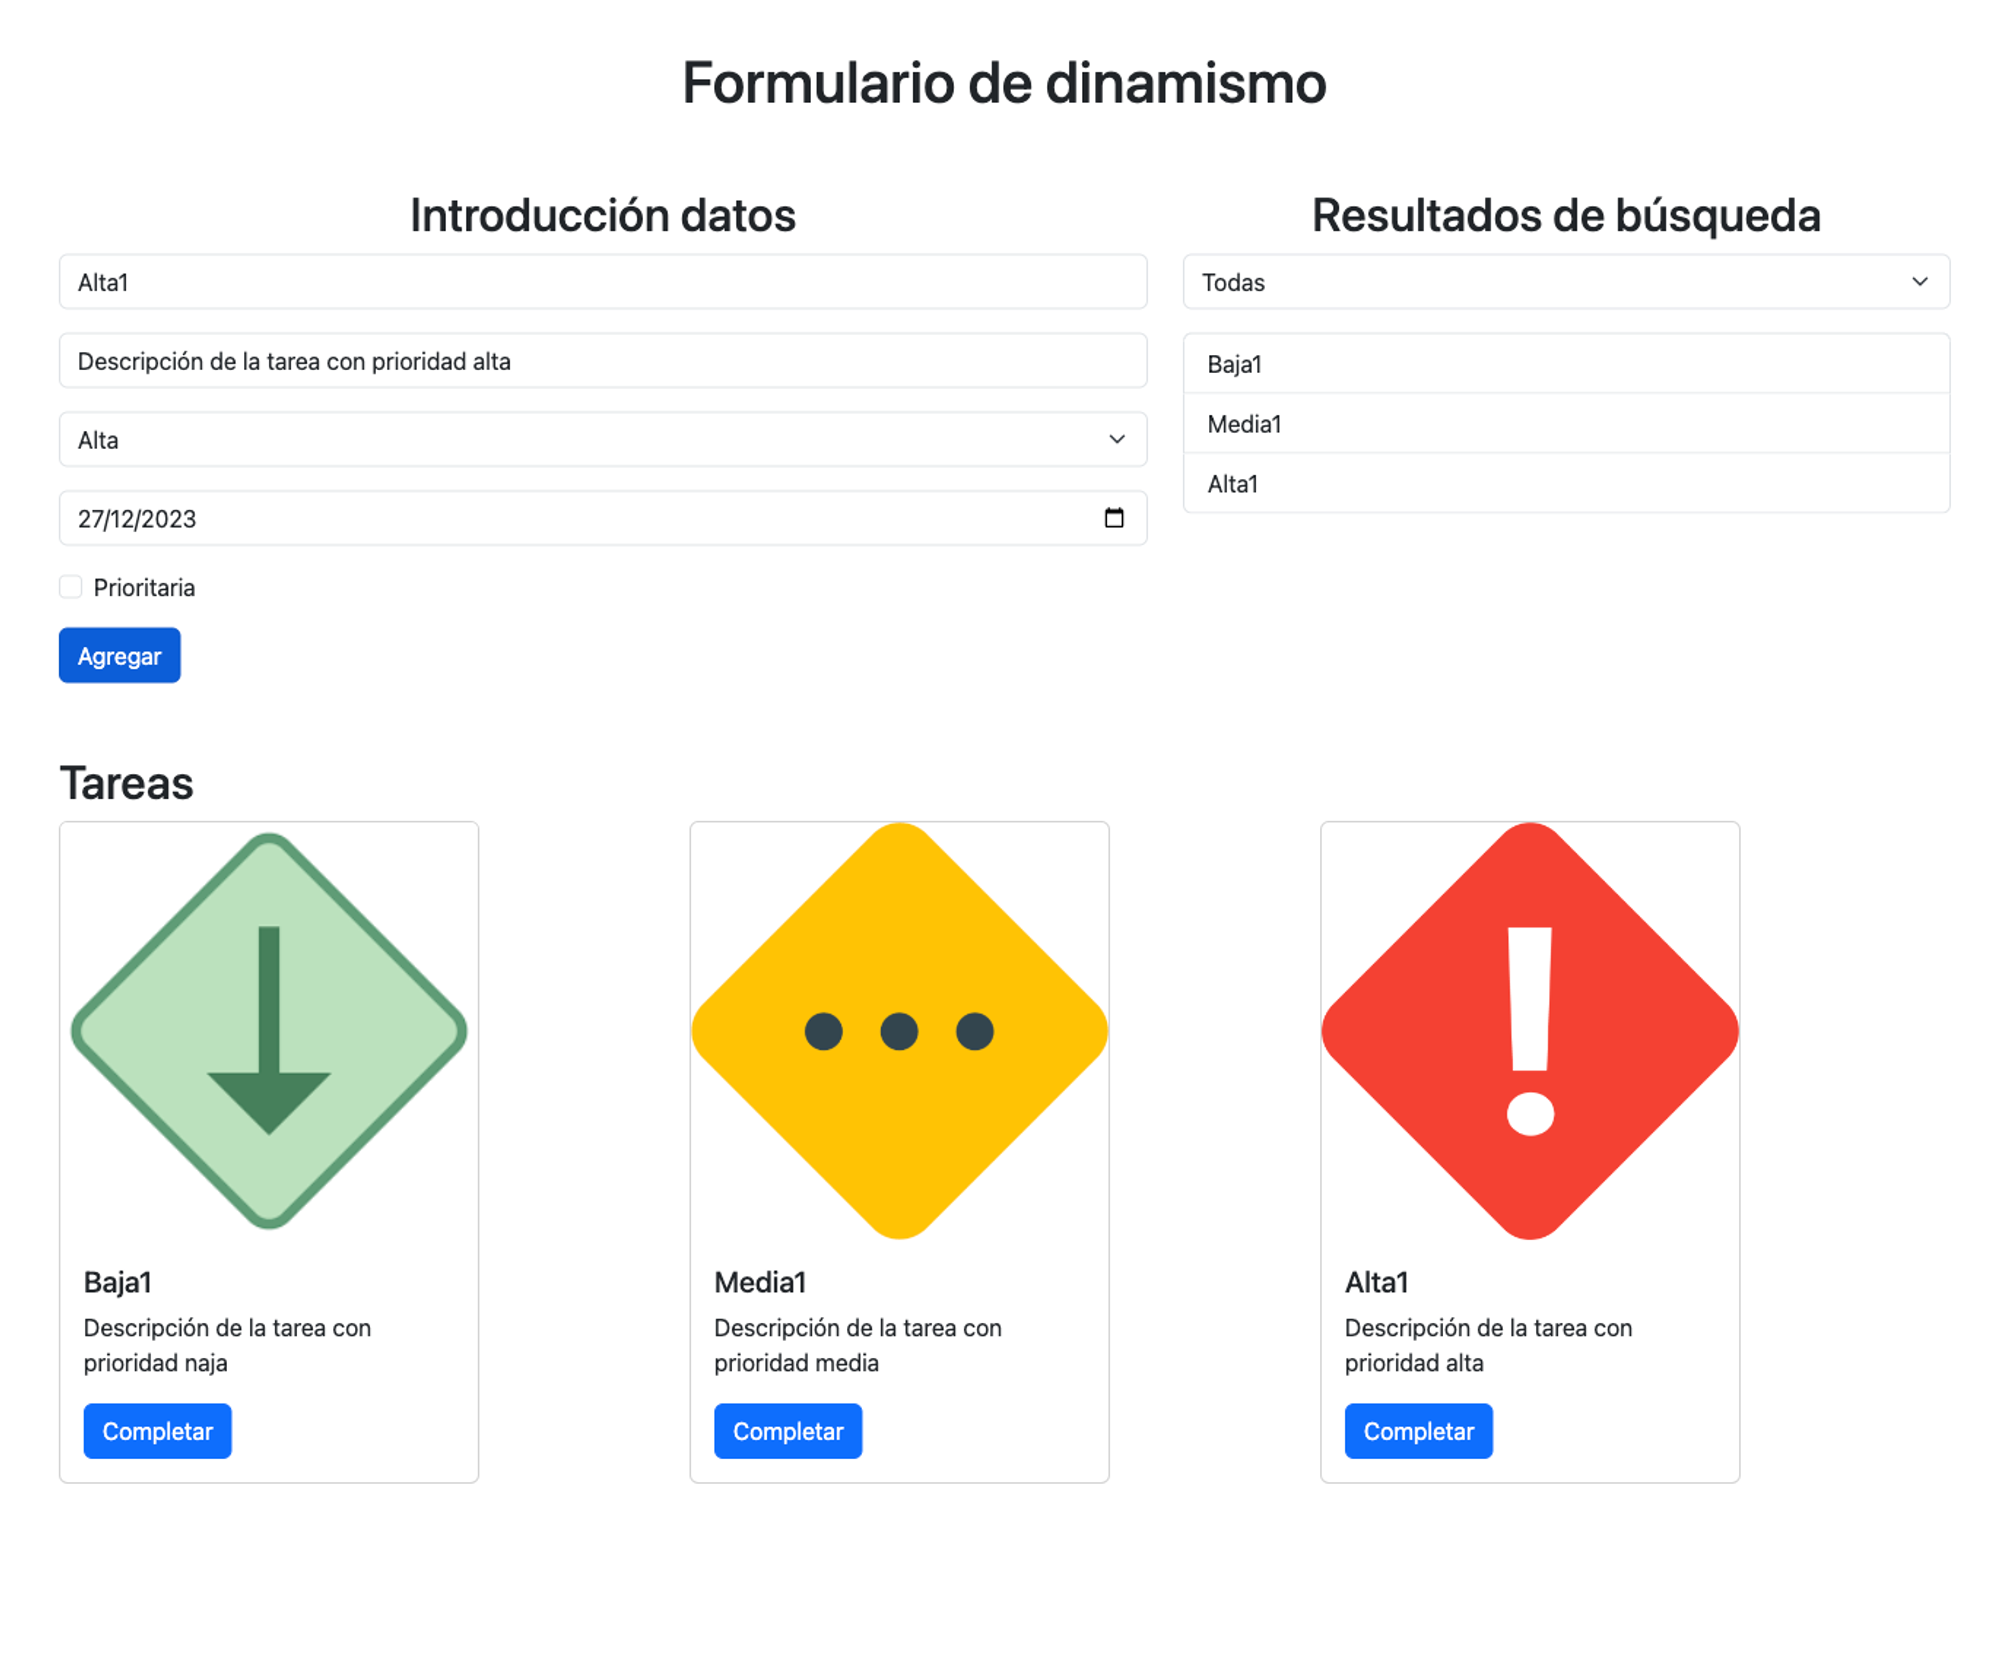 Formulario de dinamismo
Introducción datos
Alta1
Descripción de la tarea con prioridad alta
Alta
27/12/2023
Prioritaria
Agregar
Resultados de búsqueda
Todas
Baja1
Media1
Alta1
Tareas
Baja1
Descripción de la tarea con
prioridad naja
Completar
Media1
Descripción de la tarea con
prioridad media
Completar
Alta1
Descripción de la tarea con
prioridad alta
Completar